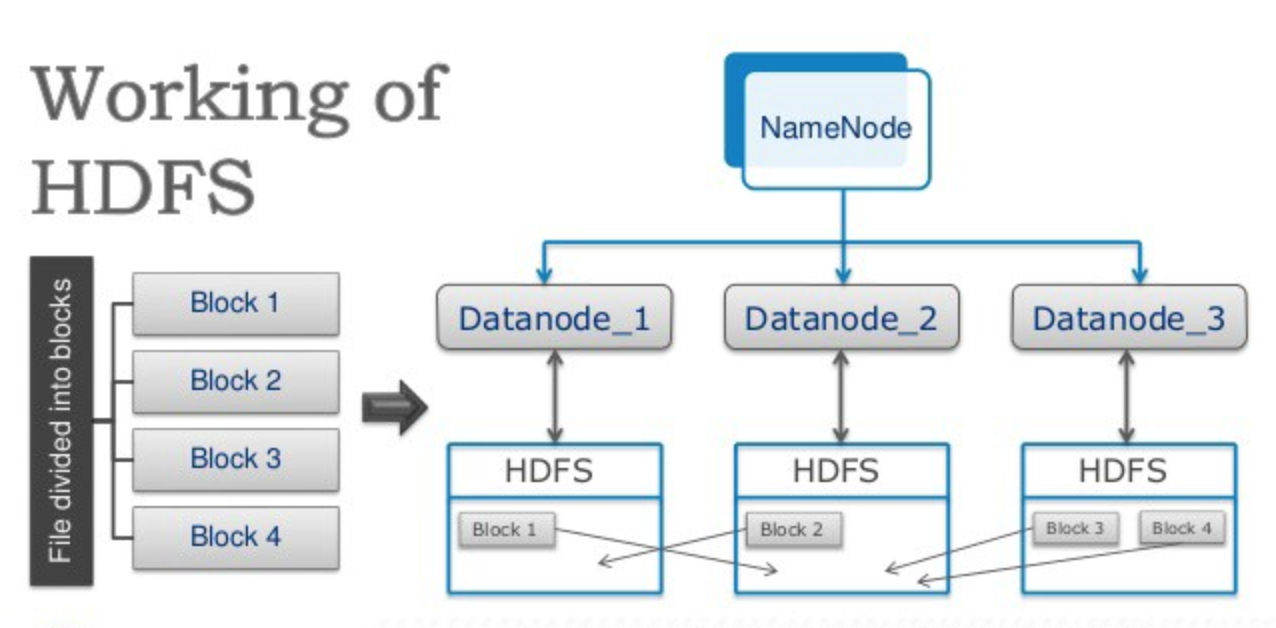 Working of
HDFS
File divided into blocks
Block 1
Block 2
Block 3
Block 4
NameNode
Datanode_1
Datanode_2
Datanode_3
HDFS
HDFS
HDFS
Block 1
Block 2
Block 3
Block 4